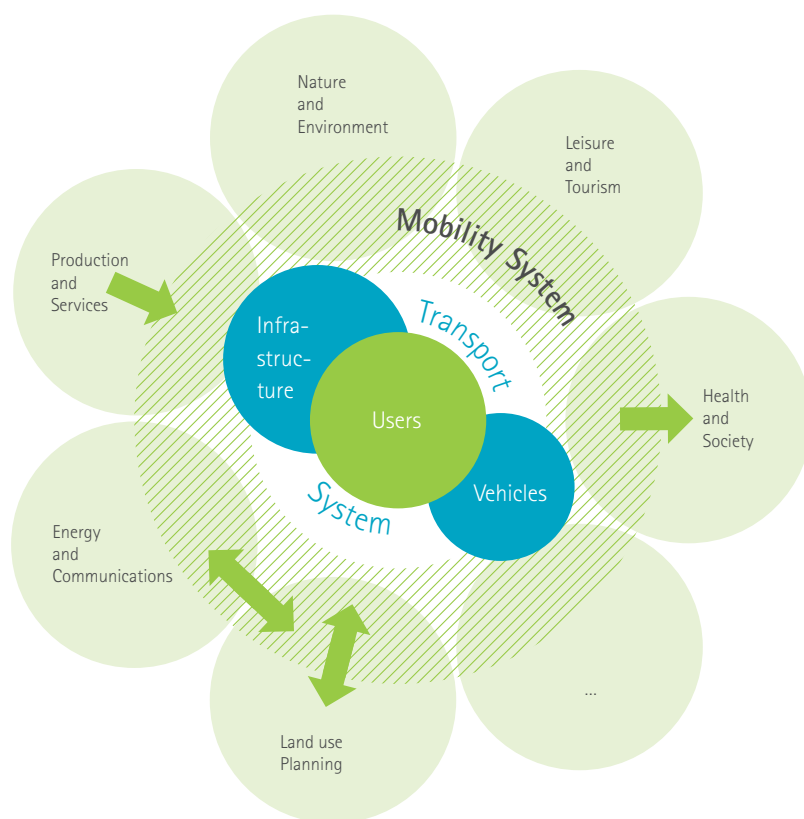 Nature
and
Environment
Leisure
and
Tourism
Mobility System
Production
and
Services
Infra-
struc-
ture
Transport
System
Users
Vehicles
Health
and
Society
Energy
and
Communications
Land use
Planning
...